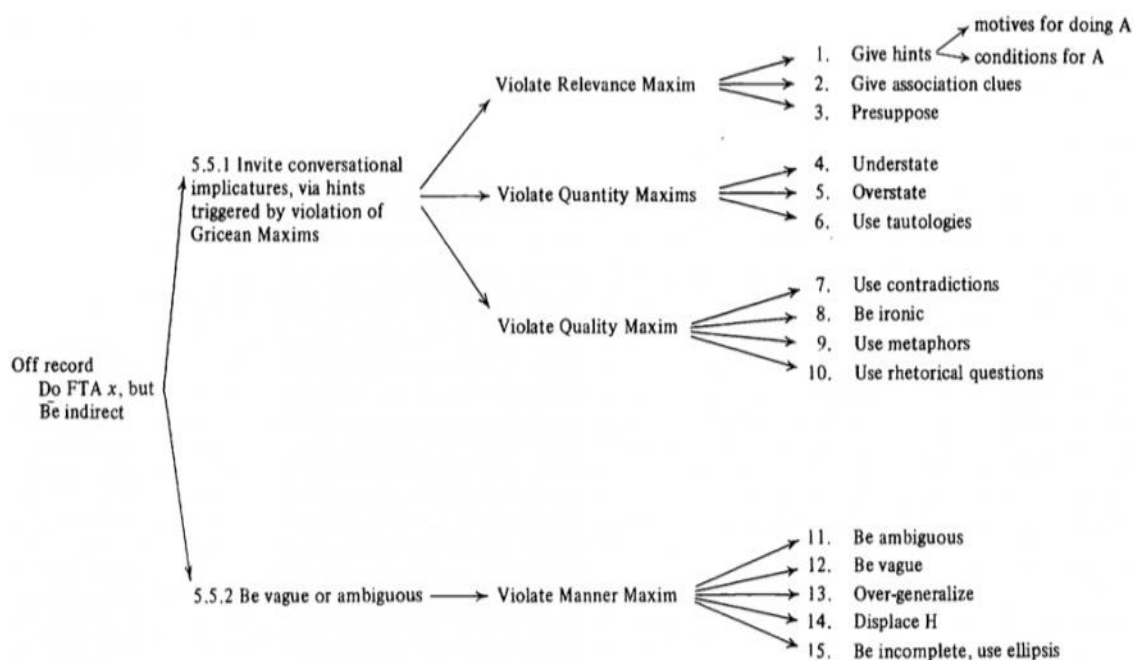 motives for doing A
1. Give hints
conditions for A
Violate Relevance Maxim
2. Give association clues
3. Presuppose
5.5.1 Invite conversational
implicatures, via hints
triggered by violation of
Gricean Maxims
4. Understate
Violate Quantity Maxims
5. Overstate
6. Use tautologies
7. Use contradictions
8. Be ironic
Violate Quality Maxim
9. Use metaphors
10. Use rhetorical questions
Off record
Do FTA x, but
Be indirect
11. Be ambiguous
12. Be vague
5.5.2 Be vague or ambiguous
Violate Manner Maxim
13. Over-generalize
14. Displace H
15. Be incomplete, use ellipsis